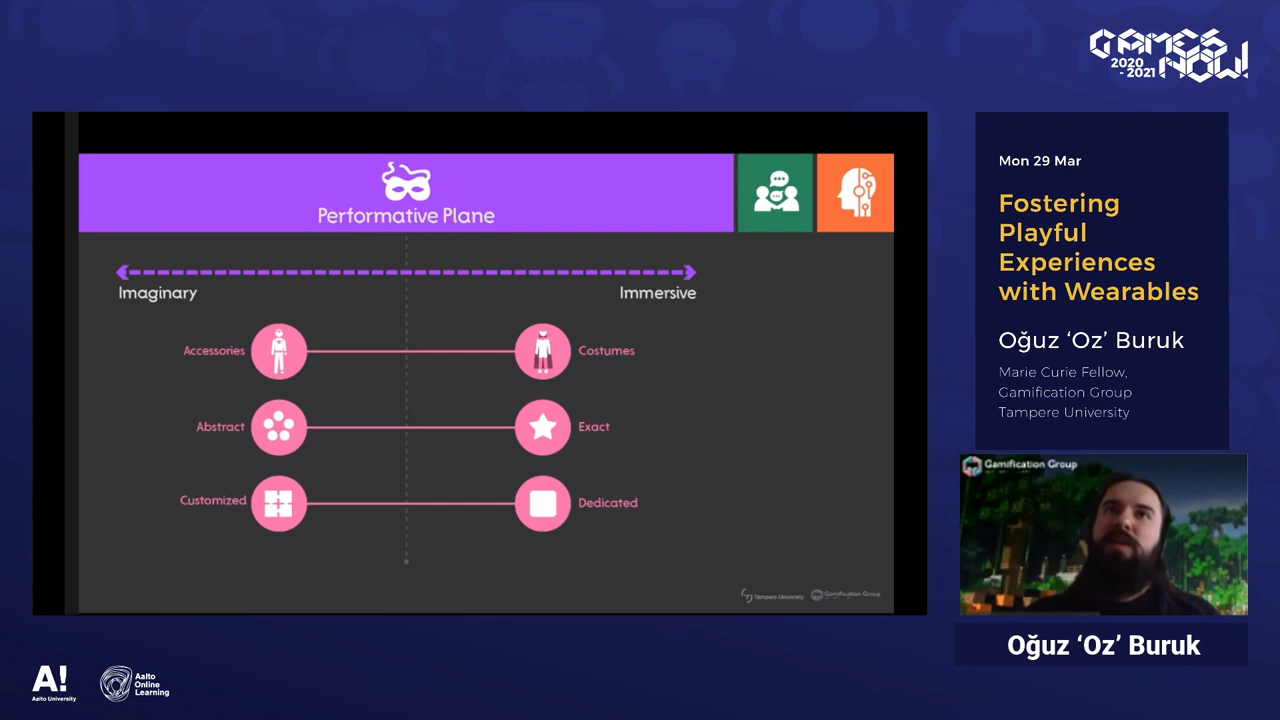 GAMES
2020
- 2021
NOW!
Performative Plane
Imaginary
Immersive
Accessories
Costumes
Abstract
Exact
Customized
Dedicated
Tampere University
Gamification Group
Mon 29 Mar
Fostering
Playful
Experiences
with Wearables
Oğuz ‘Oz’ Buruk
Marie Curie Fellow,
Gamification Group
Tampere University
Gamification Group
Oğuz ‘Oz’ Buruk
A!
Aalto University
Aalto
Online
Learning